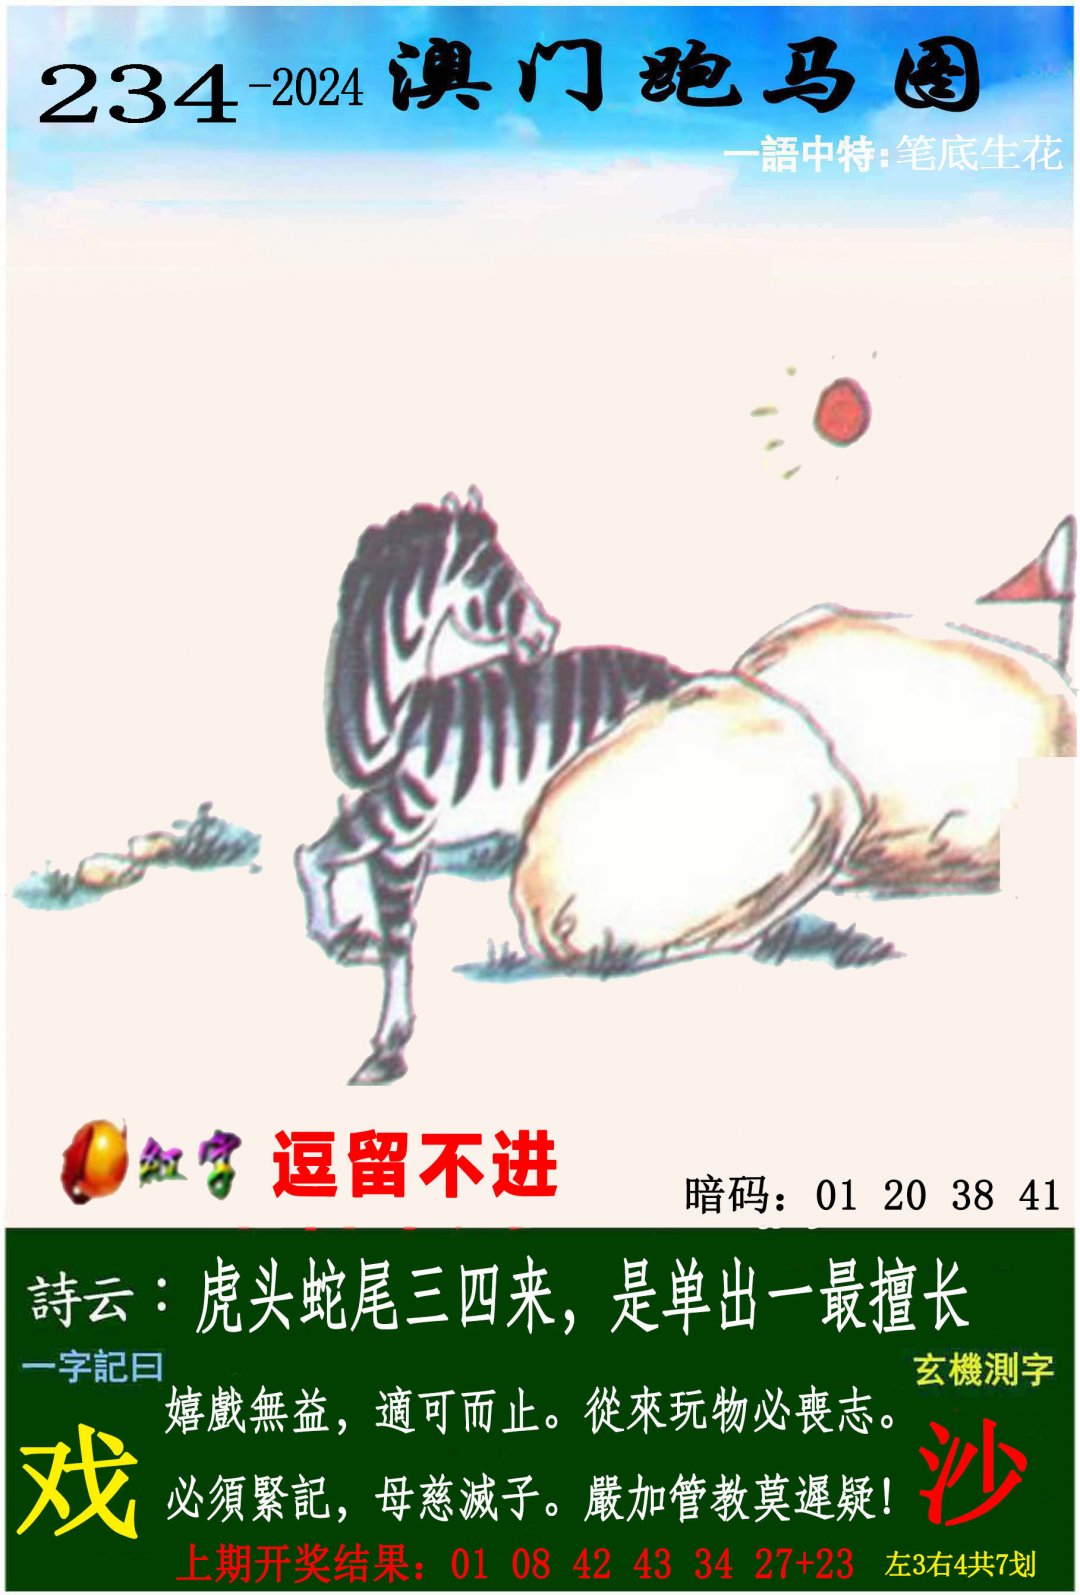 234-2024 澳门跑马图
一語中特:笔底生花
红字 逗留不进
暗码：01 20 38 41
詩云：虎头蛇尾三四来，是单出一最擅长
一字記日
玄機測字
嬉戲無益，適可而止。從來玩物必喪志。
戏
沙
必須緊記，母慈滅子。嚴加管教莫遲疑！
上期开奖结果：01 08 42 43 34 27+23
左3右4共7划